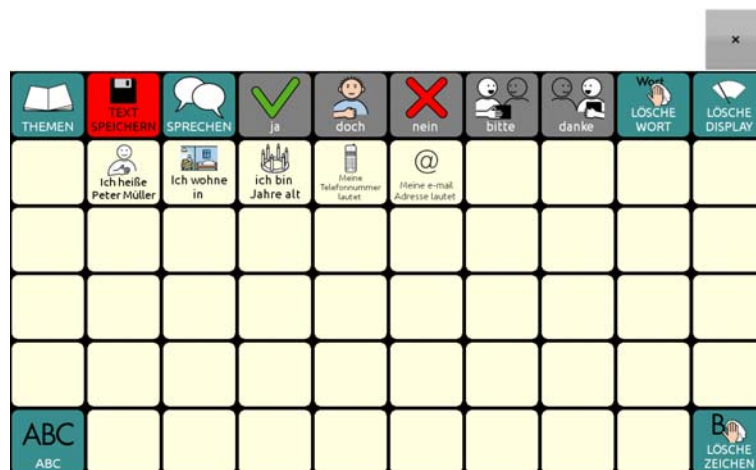 ×
THEMEN
TEXT
SPEICHERN
SPRECHEN
ja
doch
nein
bitte
danke
Wort
LÖSCHE
WORT
LÖSCHE
DISPLAY
Ich heiße
Peter Müller
Ich wohne
in
ich bin
Jahre alt
Meine
Telefonnummer
lautet
@
Meine e-mail
Adresse lautet
ABC
ABC
B
LÖSCHE
ZEICHEN